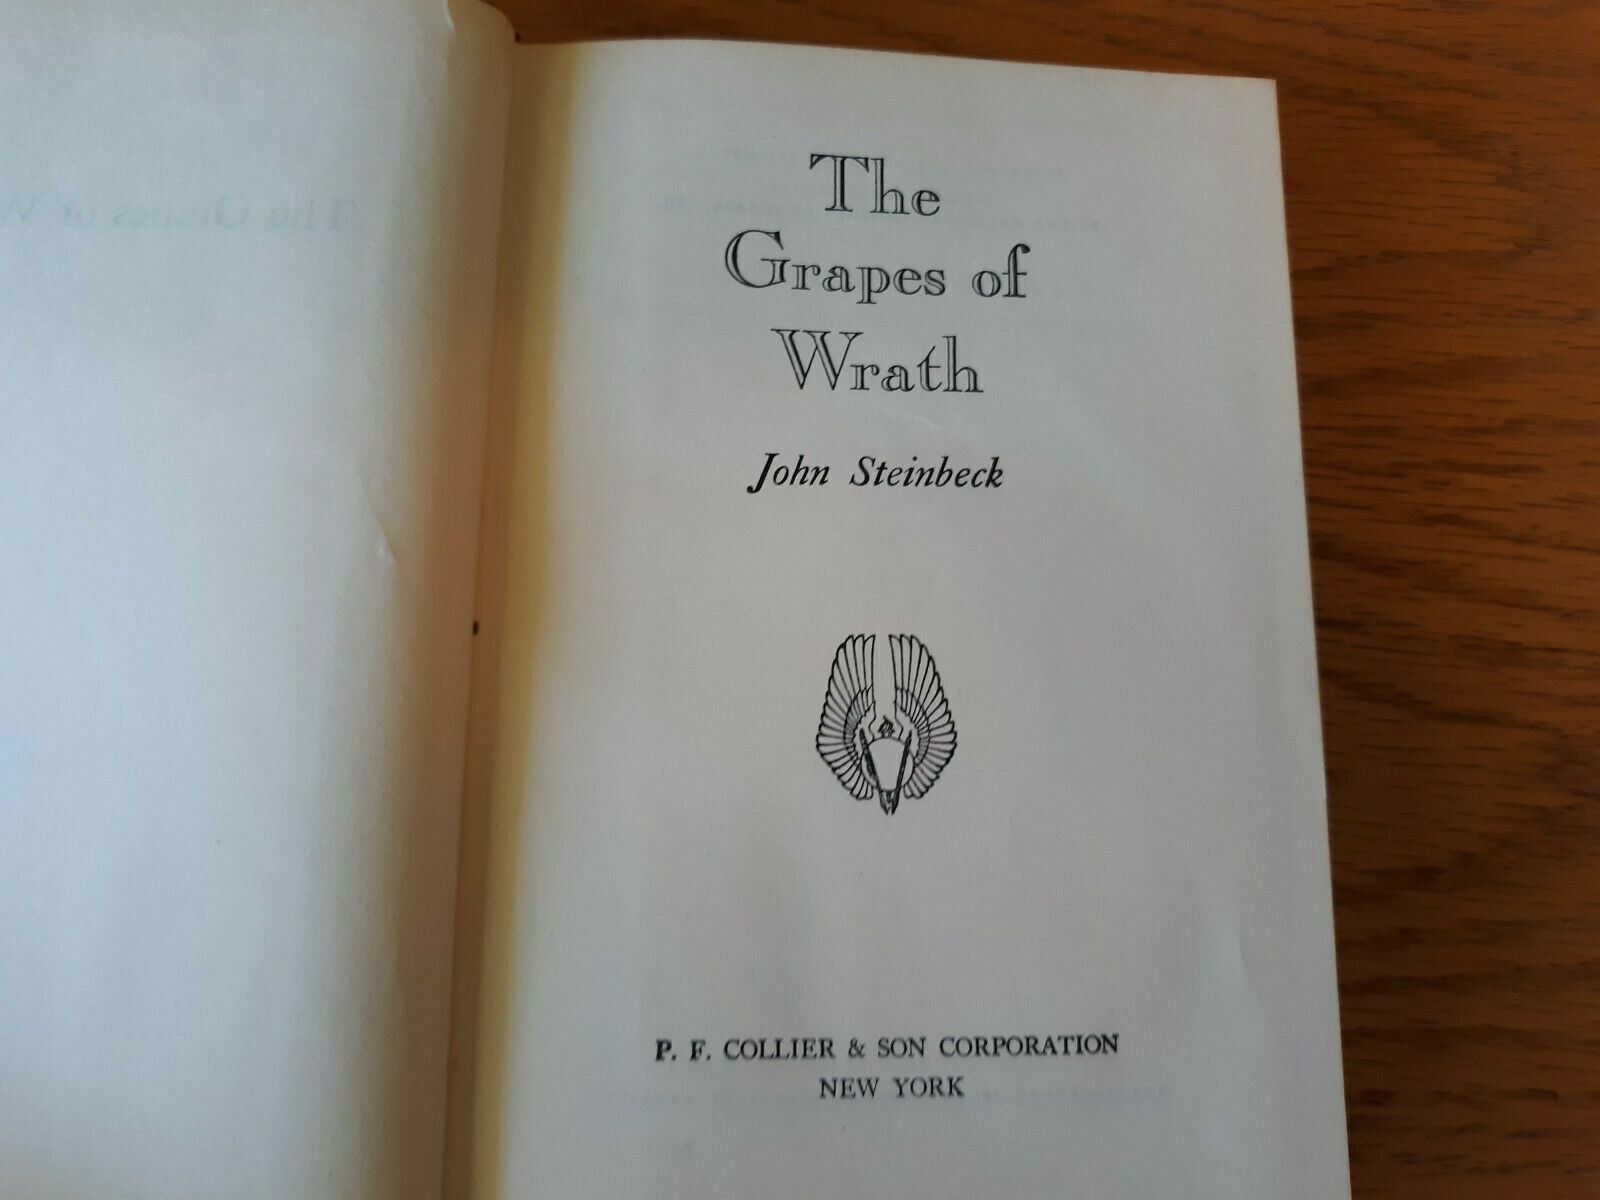 The
Grapes of
Wrath
John Steinbeck
P. F. COLLIER & SON CORPORATION
NEW YORK